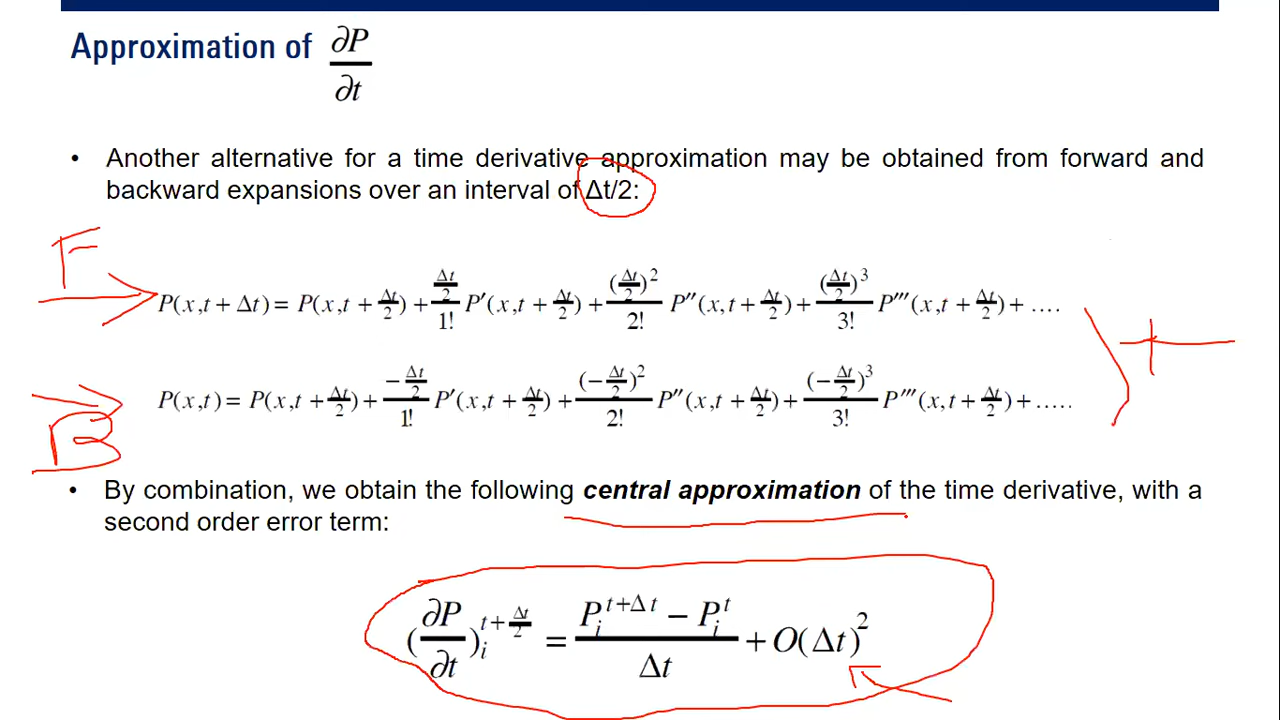 Approximation of ∂P/∂t
• Another alternative for a time derivative approximation may be obtained from forward and
backward expansions over an interval of Δt/2:
F
P(x,t + Δt) = P(x,t + Δt/2) + (Δt/2)/1! P′(x,t + Δt/2) + (Δt/2)²/2! P″(x,t + Δt/2) + (Δt/2)³/3! P‴(x,t + Δt/2) + ....
+
P(x,t) = P(x,t + Δt/2) + (−Δt/2)/1! P′(x,t + Δt/2) + (−Δt/2)²/2! P″(x,t + Δt/2) + (−Δt/2)³/3! P‴(x,t + Δt/2) + .....
B
• By combination, we obtain the following central approximation of the time derivative, with a
second order error term:
(∂P/∂t)ᵢ^(t+Δt/2) = (Pᵢ^(t+Δt) − Pᵢ^t)/Δt + O(Δt)²